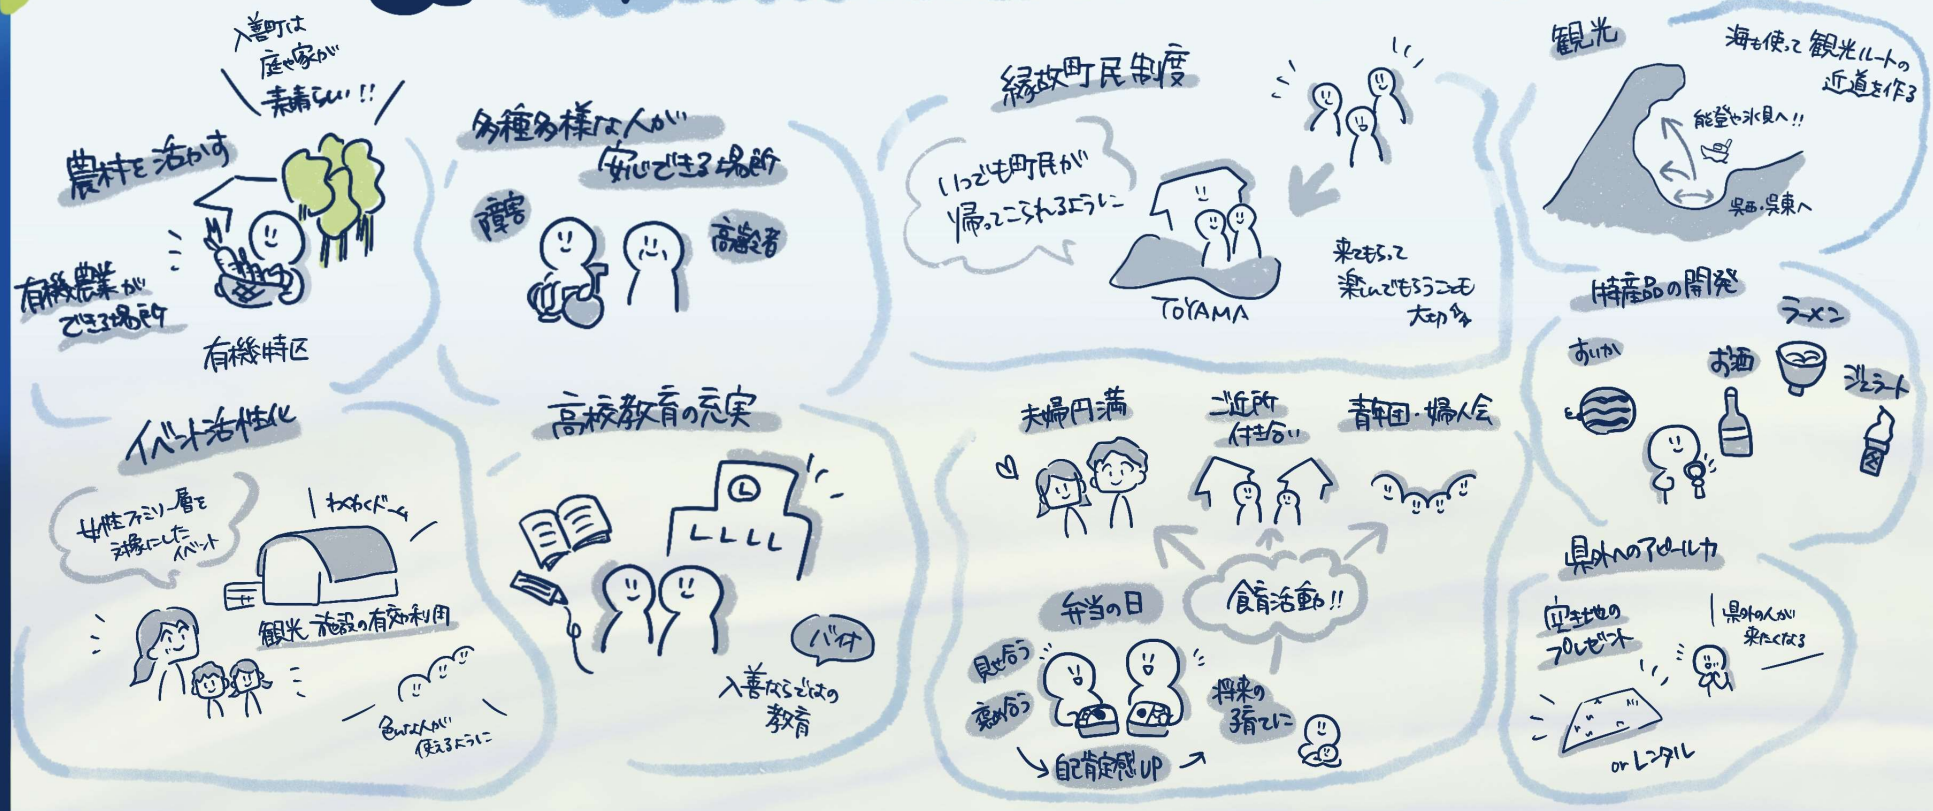 入善町は
庭や家が
素晴らしい!!
農村を活かす
有機農業が
できる場所
有機特区
多種多様な人が
安心できる場所
障害
高齢者
縁故町民制度
いつでも町民が
帰ってこられるように
TOYAMA
来てもらって
楽しんでもらうことも
大切
観光
海も使って観光ルートの
近道を作る
能登や氷見へ!!
呉西・呉東へ
特産品の開発
ラーメン
すいか
お酒
ジェラート
イベント活性化
女性ファミリー層を
対象にした
イベント
わくわくドーム
観光施設の有効利用
色んな人が
使えるように
高校教育の充実
バイオ
入善ならではの
教育
夫婦円満
ご近所
付き合い
青年団・婦人会
食育活動!!
弁当の日
見せ合う
褒め合う
自己肯定感UP
将来の
子育てに
県外へのアピール力
空き地の
プレゼント
orレンタル
県外の人が
来たくなる